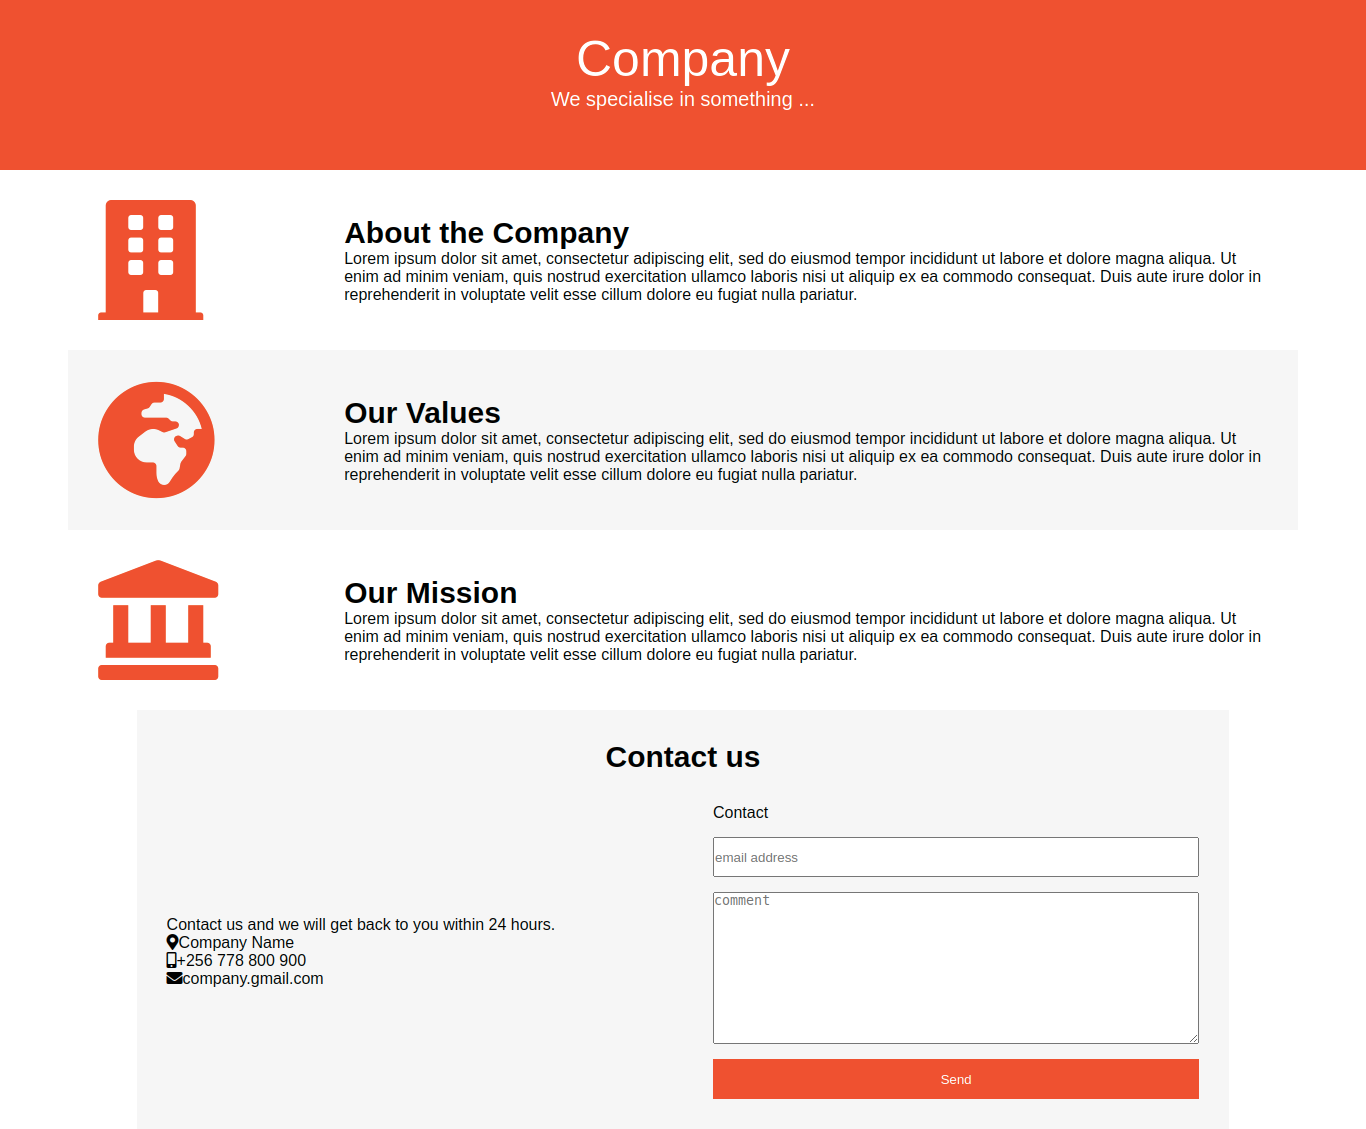 Company
We specialise in something ...
About the Company
Lorem ipsum dolor sit amet, consectetur adipiscing elit, sed do eiusmod tempor incididunt ut labore et dolore magna aliqua. Ut
enim ad minim veniam, quis nostrud exercitation ullamco laboris nisi ut aliquip ex ea commodo consequat. Duis aute irure dolor in
reprehenderit in voluptate velit esse cillum dolore eu fugiat nulla pariatur.
Our Values
Lorem ipsum dolor sit amet, consectetur adipiscing elit, sed do eiusmod tempor incididunt ut labore et dolore magna aliqua. Ut
enim ad minim veniam, quis nostrud exercitation ullamco laboris nisi ut aliquip ex ea commodo consequat. Duis aute irure dolor in
reprehenderit in voluptate velit esse cillum dolore eu fugiat nulla pariatur.
Our Mission
Lorem ipsum dolor sit amet, consectetur adipiscing elit, sed do eiusmod tempor incididunt ut labore et dolore magna aliqua. Ut
enim ad minim veniam, quis nostrud exercitation ullamco laboris nisi ut aliquip ex ea commodo consequat. Duis aute irure dolor in
reprehenderit in voluptate velit esse cillum dolore eu fugiat nulla pariatur.
Contact us
Contact us and we will get back to you within 24 hours.
Company Name
+256 778 800 900
company.gmail.com
Contact
email address
comment
Send